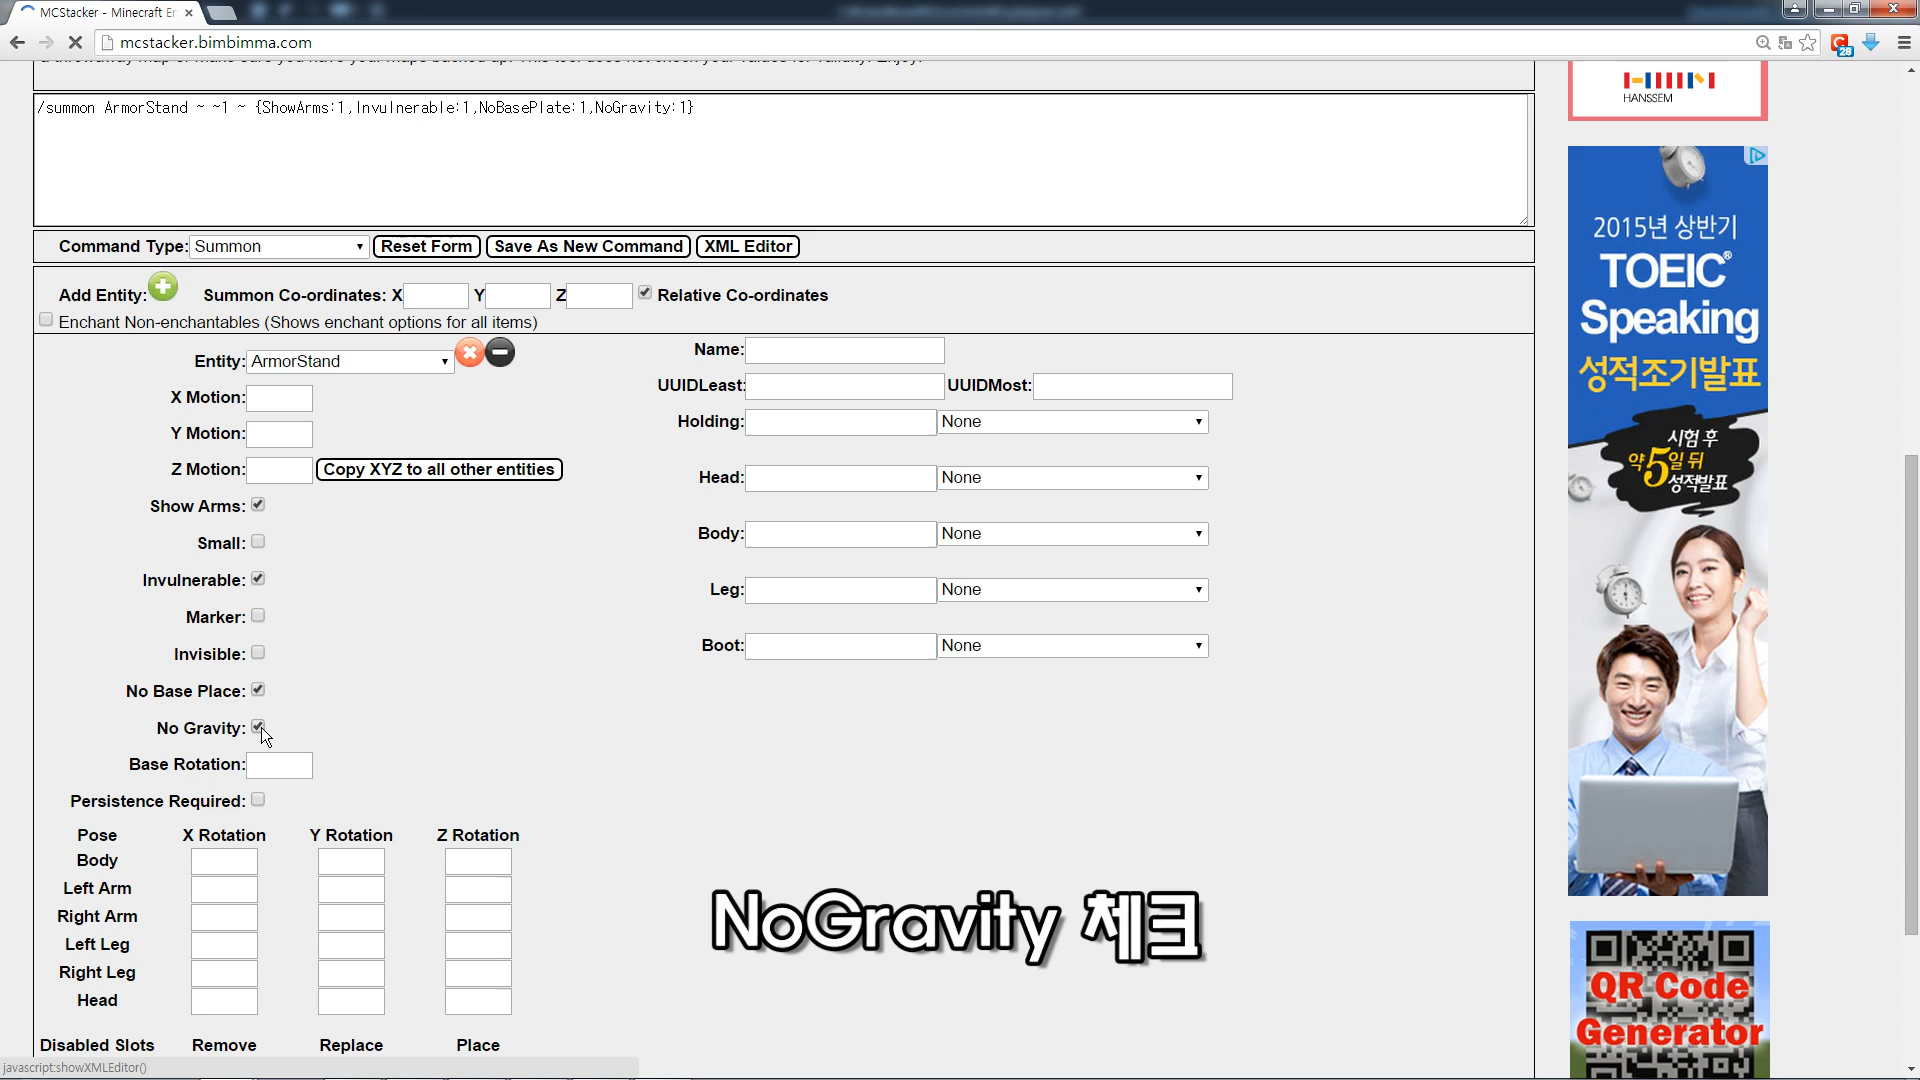 MCStacker - Minecraft Er
mcstacker.bimbimma.com
28
/summon ArmorStand ~ ~1 ~ {ShowArms:1,Invulnerable:1,NoBasePlate:1,NoGravity:1}
Command Type: Summon Reset Form Save As New Command XML Editor
Add Entity: Summon Co-ordinates: X Y Z Relative Co-ordinates
Enchant Non-enchantables (Shows enchant options for all items)
Entity: ArmorStand
X Motion:
Y Motion:
Z Motion: Copy XYZ to all other entities
Show Arms:
Small:
Invulnerable:
Marker:
Invisible:
No Base Place:
No Gravity:
Base Rotation:
Persistence Required:
Pose X Rotation Y Rotation Z Rotation
Body
Left Arm
Right Arm
Left Leg
Right Leg
Head
Disabled Slots Remove Replace Place
Name:
UUIDLeast: UUIDMost:
Holding: None
Head: None
Body: None
Leg: None
Boot: None
NoGravity 체크
javascript:showXMLEditor()
HANSSEM
2015년 상반기
TOEIC®
Speaking
성적조기발표
시험 후
약5일 뒤
성적발표
QR Code
Generator